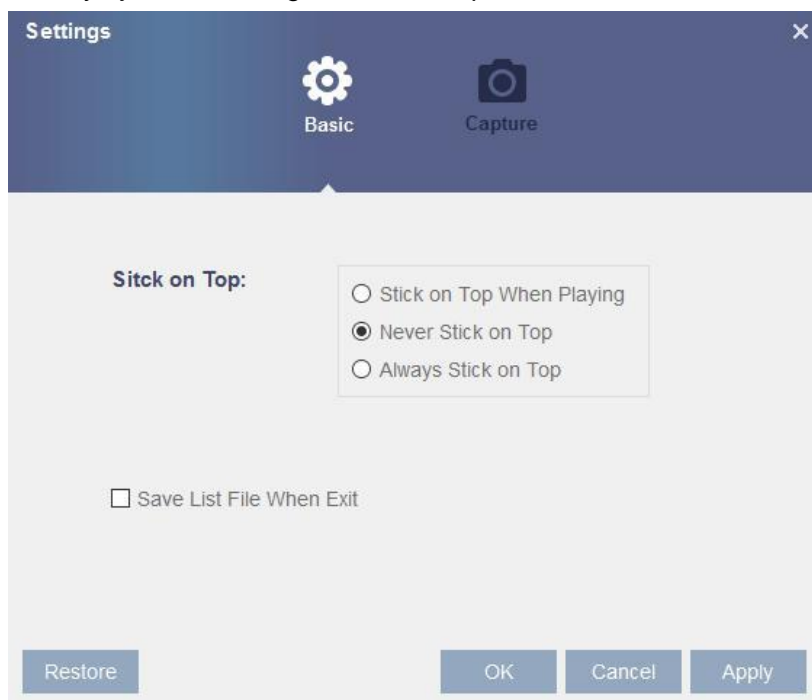 Settings
Basic
Capture
Sitck on Top:
Stick on Top When Playing
Never Stick on Top
Always Stick on Top
Save List File When Exit
Restore
OK
Cancel
Apply